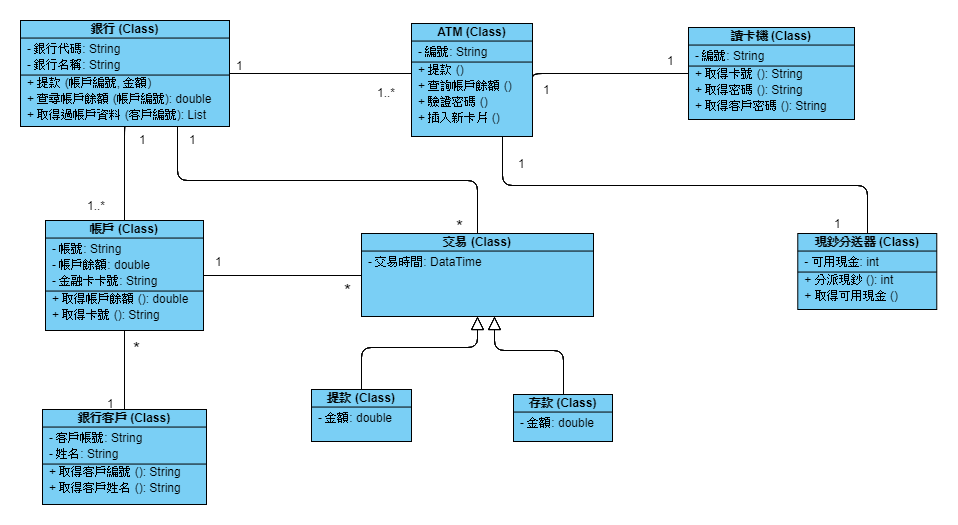 銀行 (Class)
- 銀行代碼: String
- 銀行名稱: String
+ 提款 (帳戶編號, 金額)
+ 查尋帳戶餘額 (帳戶編號): double
+ 取得過帳戶資料 (客戶編號): List
1
1..*
ATM (Class)
- 編號: String
+ 提款 ()
+ 查詢帳戶餘額 ()
+ 驗證密碼 ()
+ 插入新卡片 ()
1
1
讀卡機 (Class)
- 編號: String
+ 取得卡號 (): String
+ 取得密碼 (): String
+ 取得客戶密碼 (): String
1
1
1
1..*
*
1
帳戶 (Class)
- 帳號: String
- 帳戶餘額: double
- 金融卡卡號: String
+ 取得帳戶餘額 (): double
+ 取得卡號 (): String
1
*
交易 (Class)
- 交易時間: DataTime
現鈔分送器 (Class)
- 可用現金: int
+ 分派現鈔 (): int
+ 取得可用現金 ()
*
1
銀行客戶 (Class)
- 客戶帳號: String
- 姓名: String
+ 取得客戶編號 (): String
+ 取得客戶姓名 (): String
提款 (Class)
- 金額: double
存款 (Class)
- 金額: double